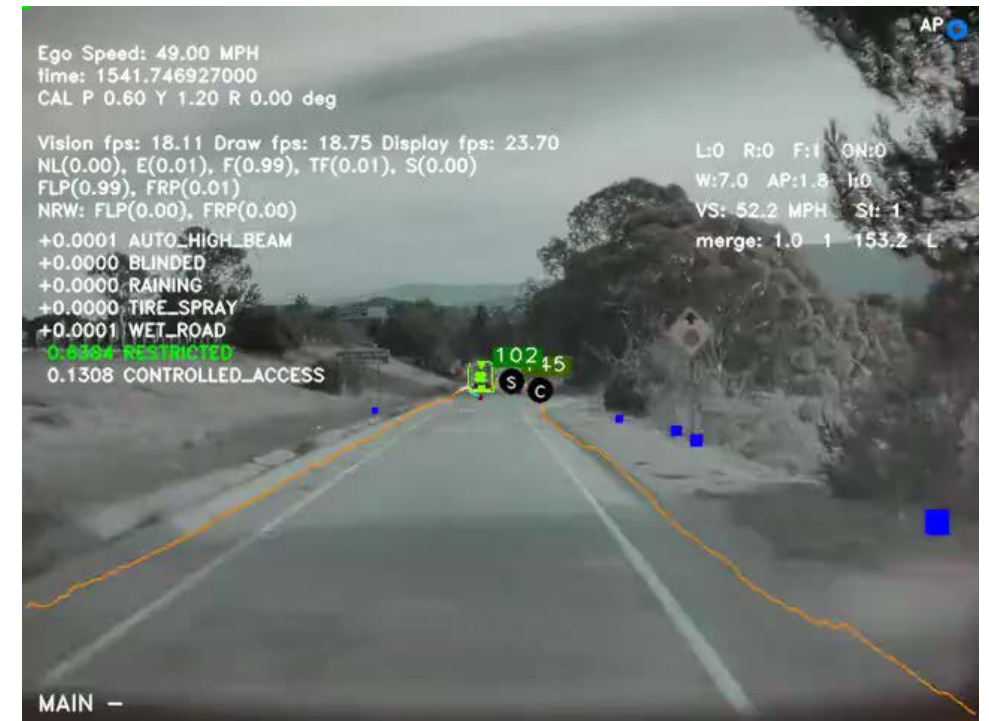 AP
Ego Speed: 49.00 MPH
time: 1541.746927000
CAL P 0.60 Y 1.20 R 0.00 deg
Vision fps: 18.11 Draw fps: 18.75 Display fps: 23.70
NL(0.00), E(0.01), F(0.99), TF(0.01), S(0.00)
FLP(0.99), FRP(0.01)
NRW: FLP(0.00), FRP(0.00)
L:0 R:0 F:1 ON:0
W:7.0 AP:1.8 I:0
VS: 52.2 MPH St: 1
merge: 1.0 1 153.2 L
+0.0001 AUTO_HIGH_BEAM
+0.0000 BLINDED
+0.0000 RAINING
+0.0000 TIRE_SPRAY
+0.0001 WET_ROAD
0.6384 RESTRICTED
0.1308 CONTROLLED_ACCESS
102 45
S C
MAIN -